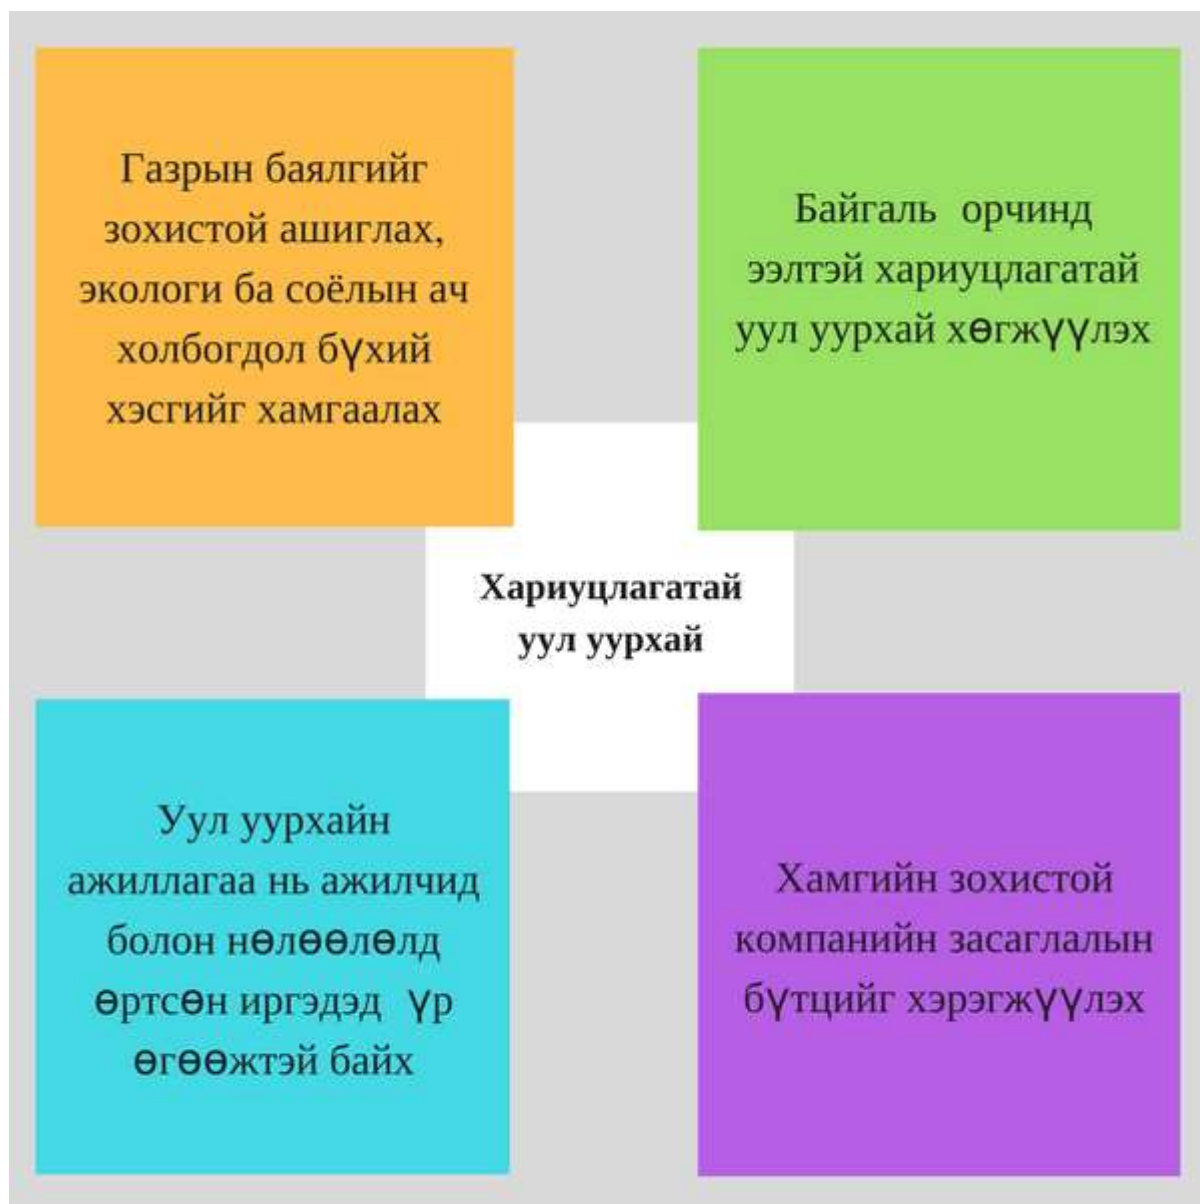 Газрын баялгийг
зохистой ашиглах,
экологи ба соёлын ач
холбогдол бүхий
хэсгийг хамгаалах
Байгаль орчинд
ээлтэй хариуцлагатай
уул уурхай хөгжүүлэх
Хариуцлагатай
уул уурхай
Уул уурхайн
ажиллагаа нь ажилчид
болон нөлөөлөлд
өртсөн иргэдэд үр
өгөөжтэй байх
Хамгийн зохистой
компанийн засаглалын
бүтцийг хэрэгжүүлэх